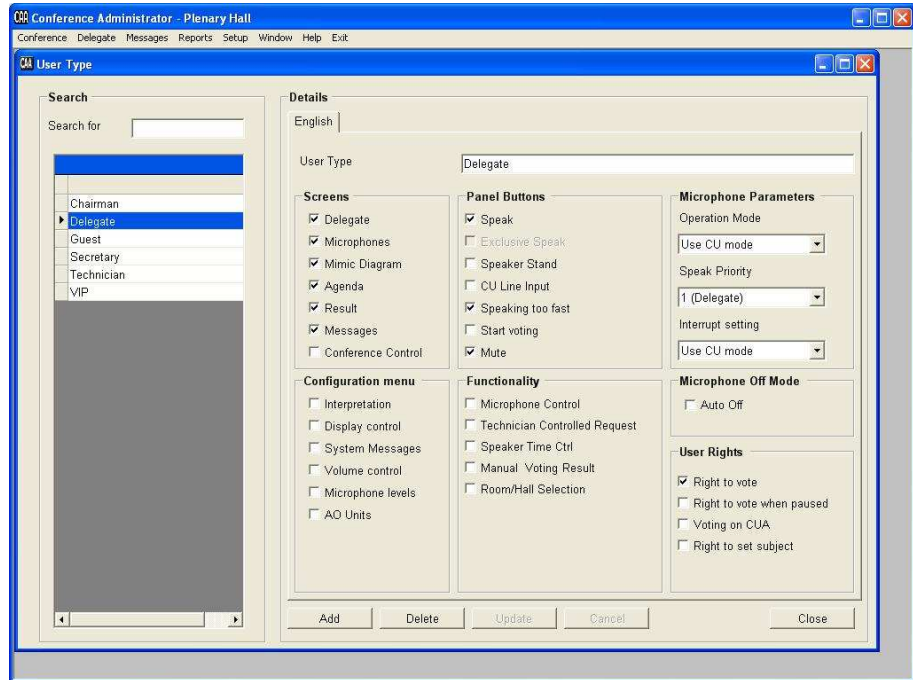 CAA Conference Administrator - Plenary Hall
Conference Delegate Messages Reports Setup Window Help Exit
CAA User Type
Search
Search for
Chairman
Delegate
Guest
Secretary
Technician
VIP
Details
English
User Type
Delegate
Screens
Delegate
Microphones
Mimic Diagram
Agenda
Result
Messages
Conference Control
Panel Buttons
Speak
Exclusive Speak
Speaker Stand
CU Line Input
Speaking too fast
Start voting
Mute
Microphone Parameters
Operation Mode
Use CU mode
Speak Priority
1 (Delegate)
Interrupt setting
Use CU mode
Configuration menu
Interpretation
Display control
System Messages
Volume control
Microphone levels
AO Units
Functionality
Microphone Control
Technician Controlled Request
Speaker Time Ctrl
Manual Voting Result
Room/Hall Selection
Microphone Off Mode
Auto Off
User Rights
Right to vote
Right to vote when paused
Voting on CUA
Right to set subject
Add Delete Update Cancel Close